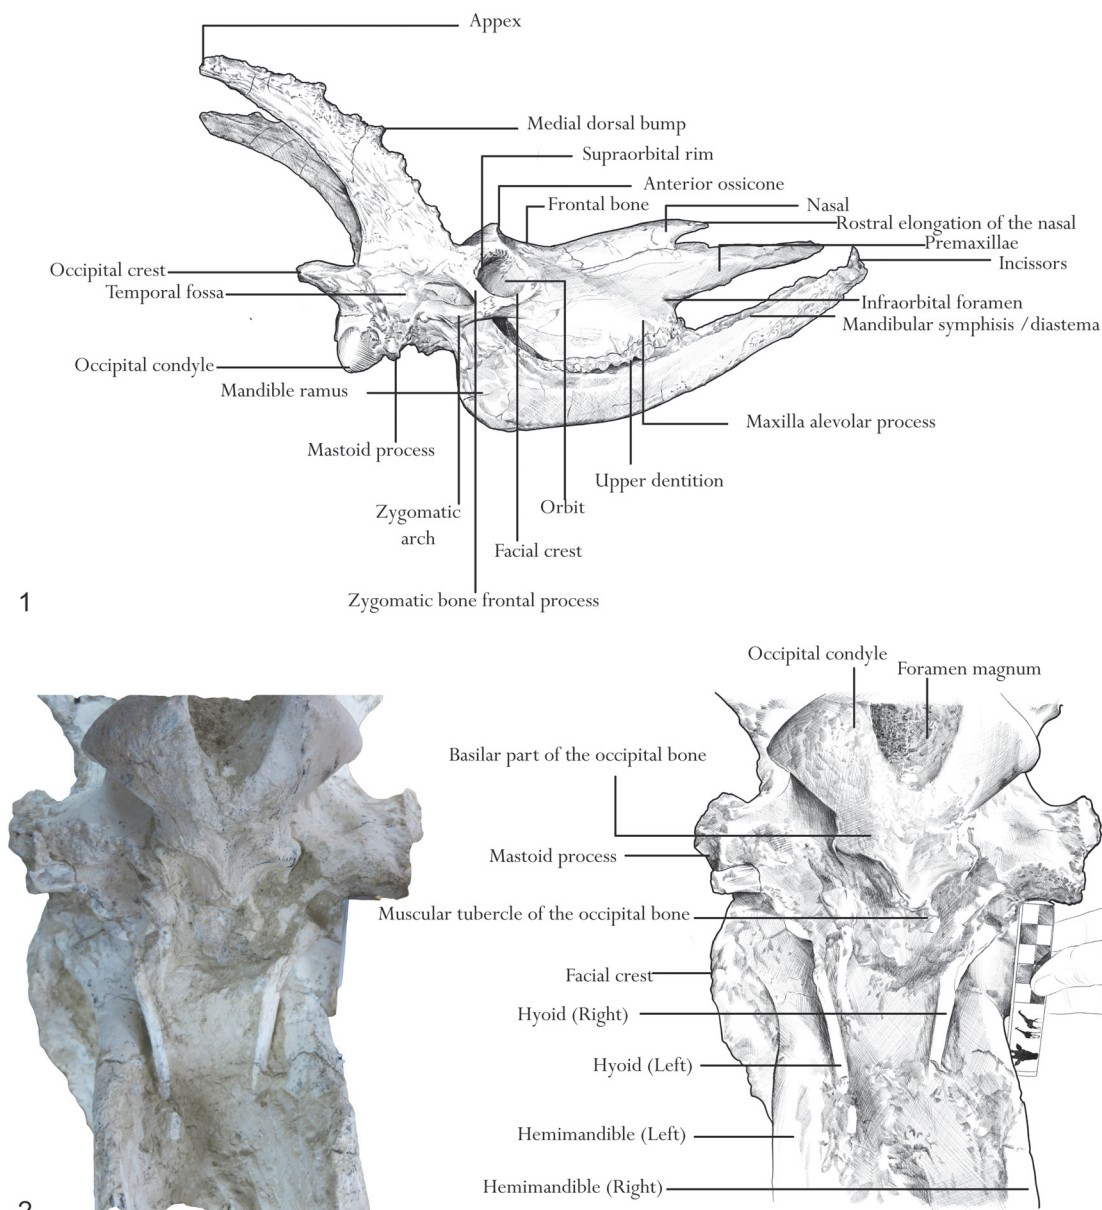 Appex
Medial dorsal bump
Supraorbital rim
Anterior ossicone
Frontal bone
Nasal
Rostral elongation of the nasal
Premaxillae
Incissors
Occipital crest
Temporal fossa
Infraorbital foramen
Mandibular symphisis /diastema
Occipital condyle
Mandible ramus
Maxilla alevolar process
Mastoid process
Upper dentition
Zygomatic
arch
Orbit
Facial crest
Zygomatic bone frontal process
1
Occipital condyle
Foramen magnum
Basilar part of the occipital bone
Mastoid process
Muscular tubercle of the occipital bone
Facial crest
Hyoid (Right)
Hyoid (Left)
Hemimandible (Left)
Hemimandible (Right)